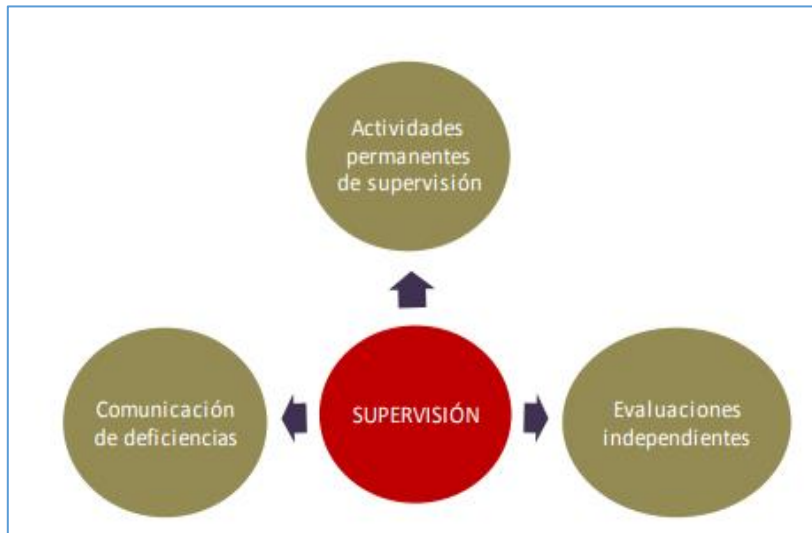 Actividades
permanentes
de supervisión
Comunicación
de deficiencias
SUPERVISIÓN
Evaluaciones
independientes